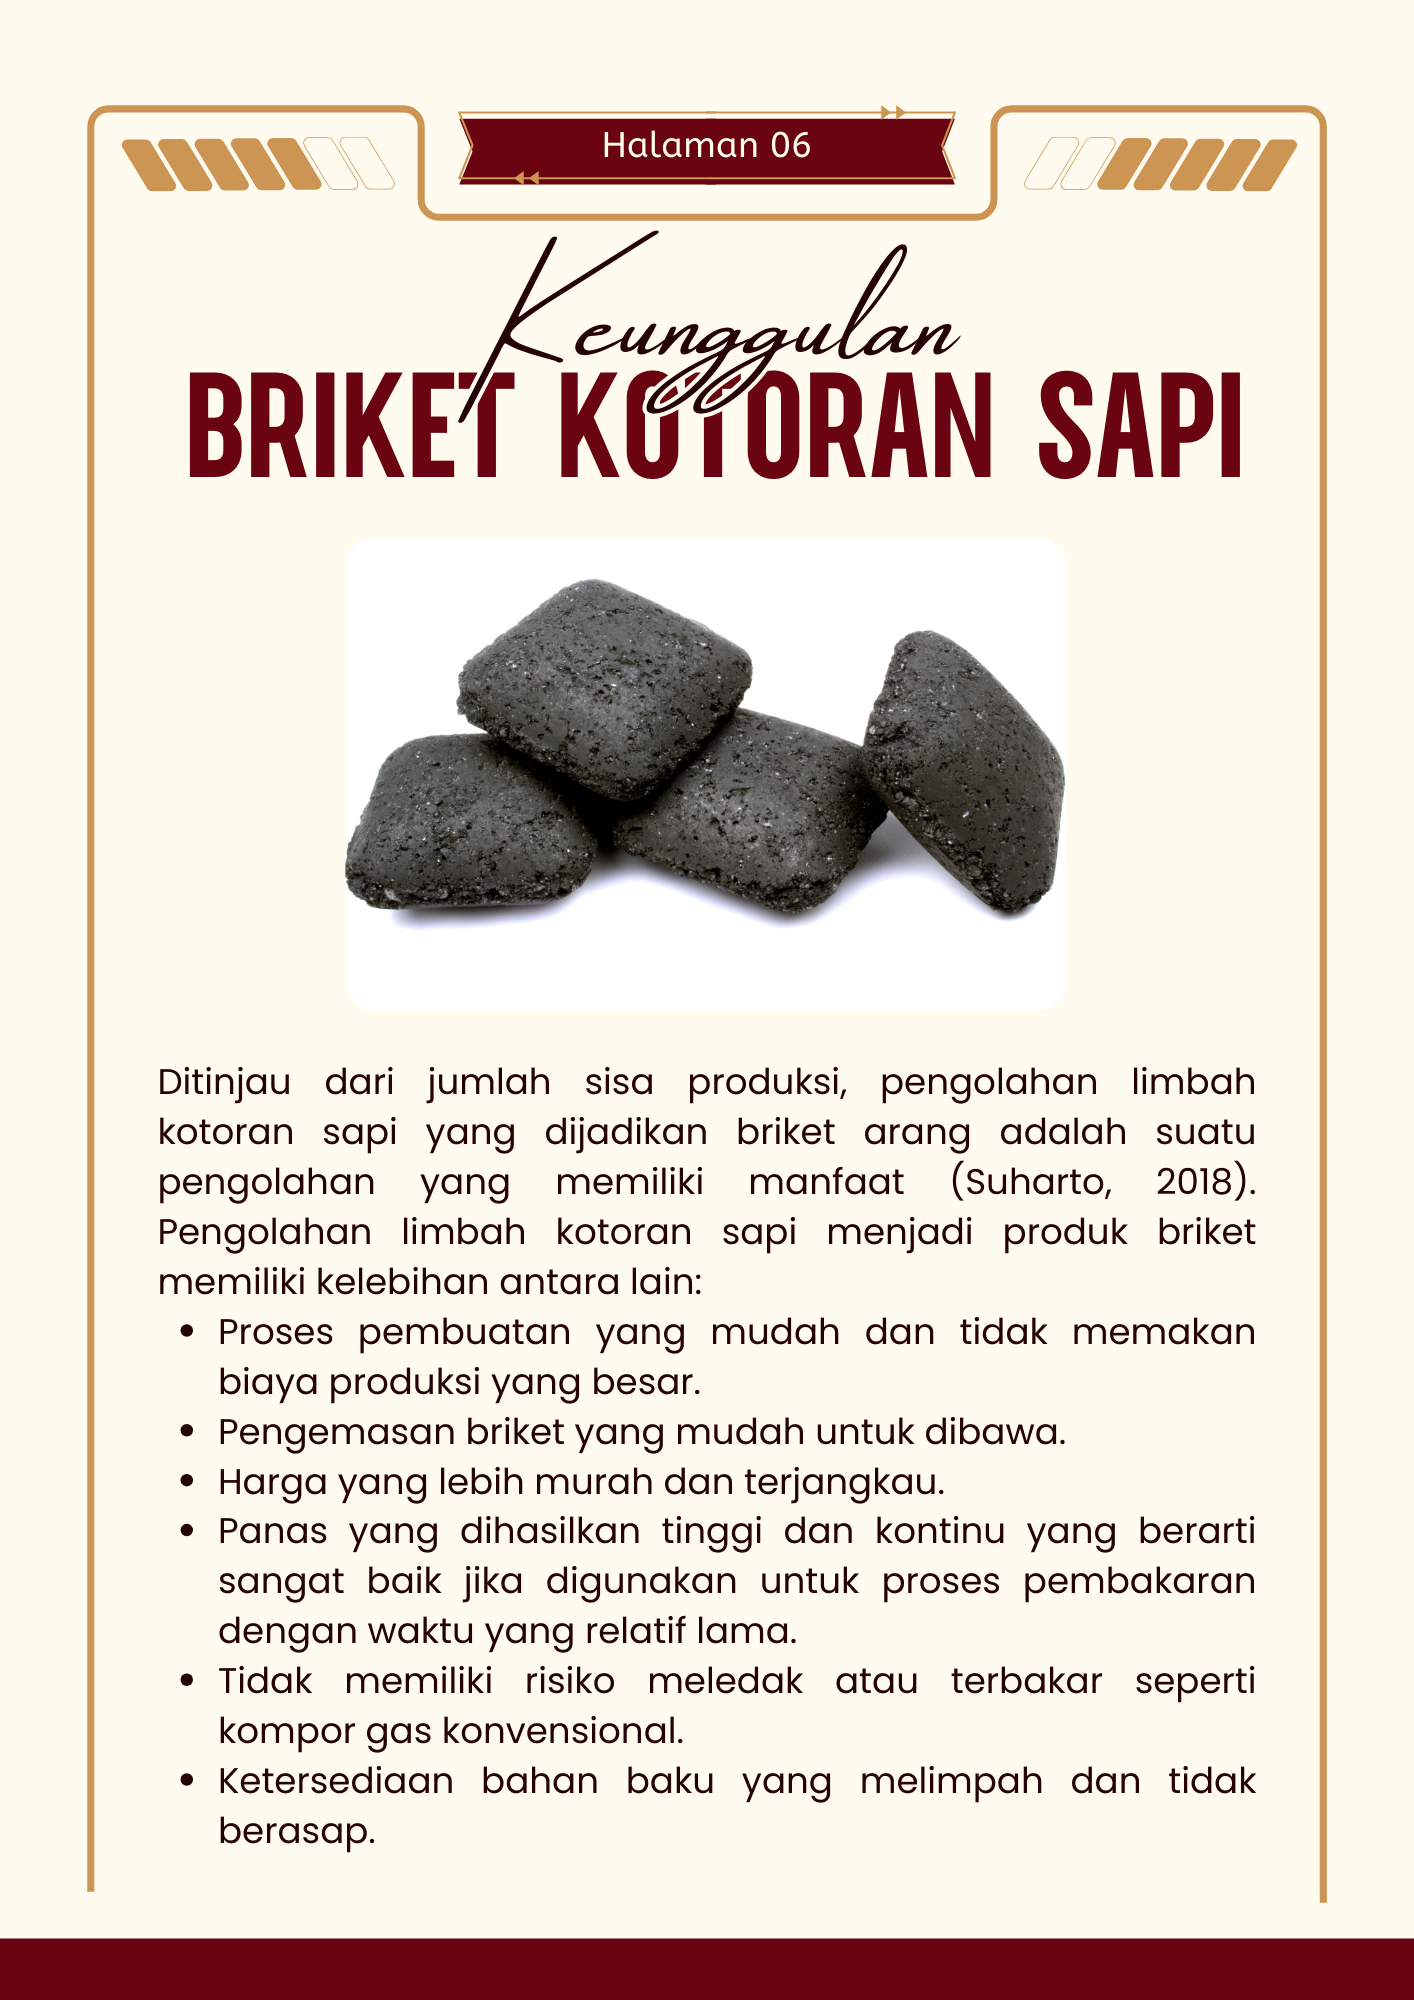 Halaman 06
Keunggulan
BRIKET KOTORAN SAPI
Ditinjau dari jumlah sisa produksi, pengolahan limbah
kotoran sapi yang dijadikan briket arang adalah suatu
pengolahan yang memiliki manfaat (Suharto, 2018).
Pengolahan limbah kotoran sapi menjadi produk briket
memiliki kelebihan antara lain:
• Proses pembuatan yang mudah dan tidak memakan
biaya produksi yang besar.
• Pengemasan briket yang mudah untuk dibawa.
• Harga yang lebih murah dan terjangkau.
• Panas yang dihasilkan tinggi dan kontinu yang berarti
sangat baik jika digunakan untuk proses pembakaran
dengan waktu yang relatif lama.
• Tidak memiliki risiko meledak atau terbakar seperti
kompor gas konvensional.
• Ketersediaan bahan baku yang melimpah dan tidak
berasap.